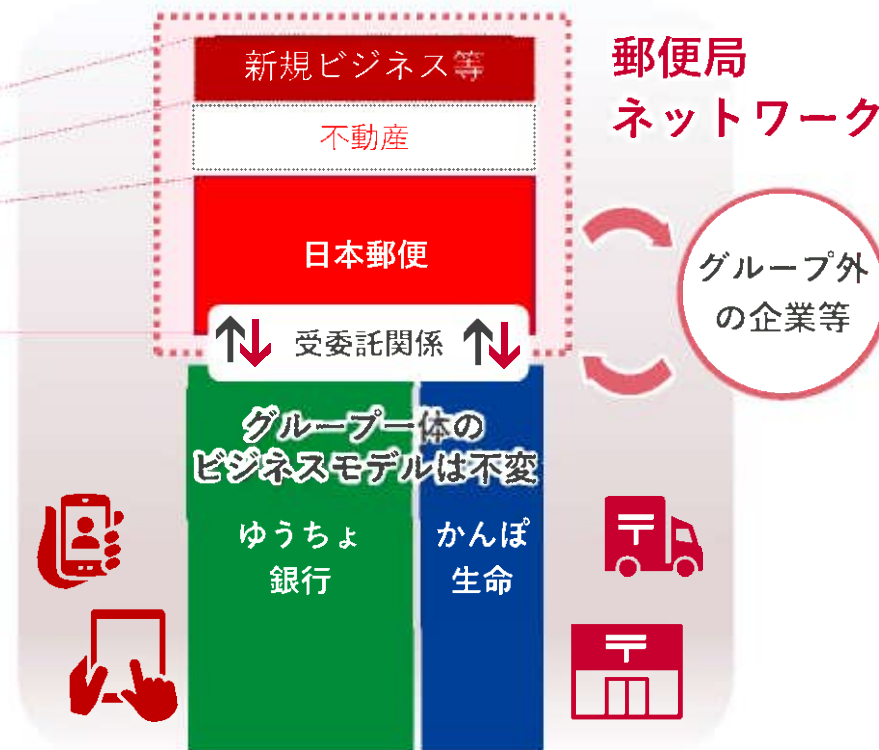 新規ビジネス等
不動産
日本郵便
郵便局
ネットワーク
グループ外
の企業等
受委託関係
グループ一体の
ビジネスモデルは不変
ゆうちょ
銀行
かんぽ
生命
〒
〒